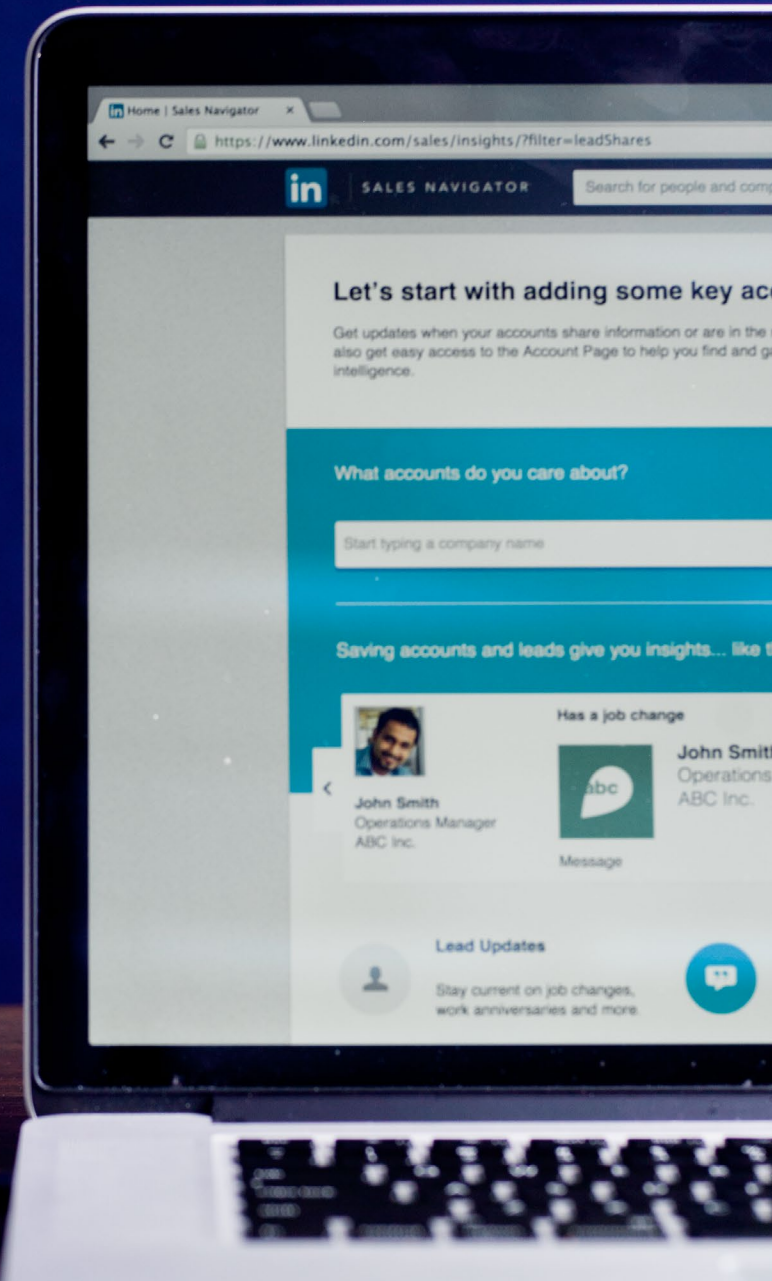 in Home | Sales Navigator ×
https://www.linkedin.com/sales/insights/?filter=leadShares
in SALES NAVIGATOR Search for people and
Let's start with adding some key
Get updates when your accounts share information or are in the
also get easy access to the Account Page to help you find and
intelligence.
What accounts do you care about?
Start typing a company name
Saving accounts and leads give you insights... like
Has a job change
John Smith
Operations Manager
ABC Inc.
abc
John
Operations
ABC Inc.
Message
Lead Updates
Stay current on job changes,
work anniversaries and more.